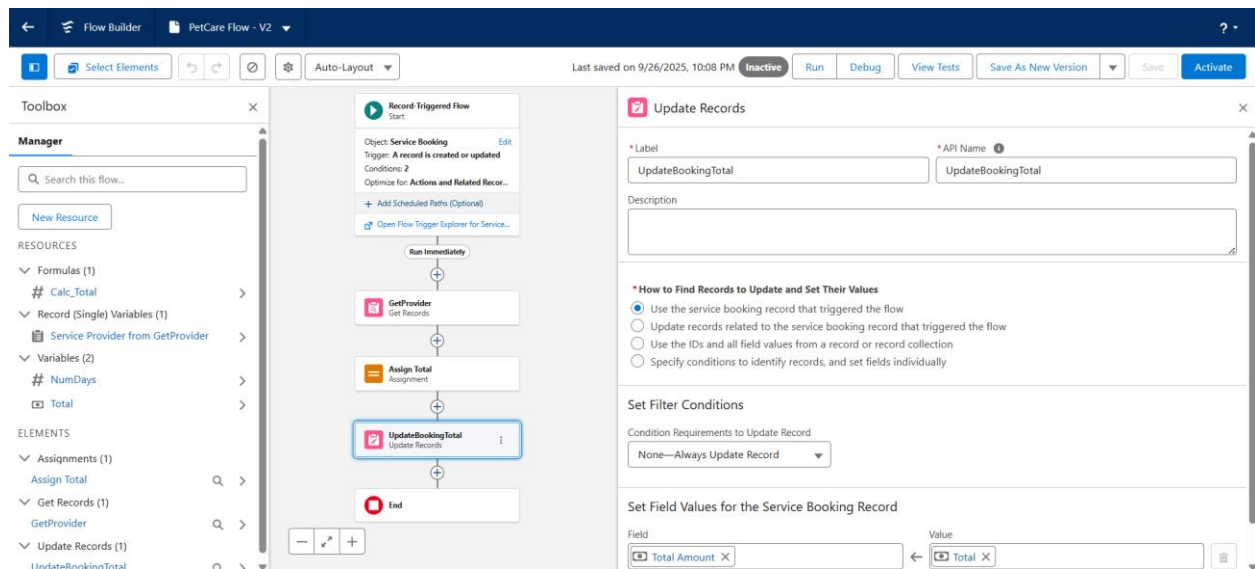 Flow Builder
PetCare Flow - V2
?
Select Elements
Auto-Layout
Last saved on 9/26/2025, 10:08 PM
Inactive
Run
Debug
View Tests
Save As New Version
Save
Activate
Toolbox
Manager
Search this flow...
New Resource
RESOURCES
Formulas (1)
Calc_Total
Record (Single) Variables (1)
Service Provider from GetProvider
Variables (2)
NumDays
Total
ELEMENTS
Assignments (1)
Assign Total
Get Records (1)
GetProvider
Update Records (1)
UpdateBookingTotal
Record-Triggered Flow
Start
Object: Service Booking
Edit
Trigger: A record is created or updated
Conditions: 2
Optimize for: Actions and Related Recor...
+ Add Scheduled Paths (Optional)
Open Flow Trigger Explorer for Service...
Run Immediately
GetProvider
Get Records
Assign Total
Assignment
UpdateBookingTotal
Update Records
End
Update Records
*Label
UpdateBookingTotal
*API Name
UpdateBookingTotal
Description
*How to Find Records to Update and Set Their Values
Use the service booking record that triggered the flow
Update records related to the service booking record that triggered the flow
Use the IDs and all field values from a record or record collection
Specify conditions to identify records, and set fields individually
Set Filter Conditions
Condition Requirements to Update Record
None—Always Update Record
Set Field Values for the Service Booking Record
Field
Total Amount
Value
Total